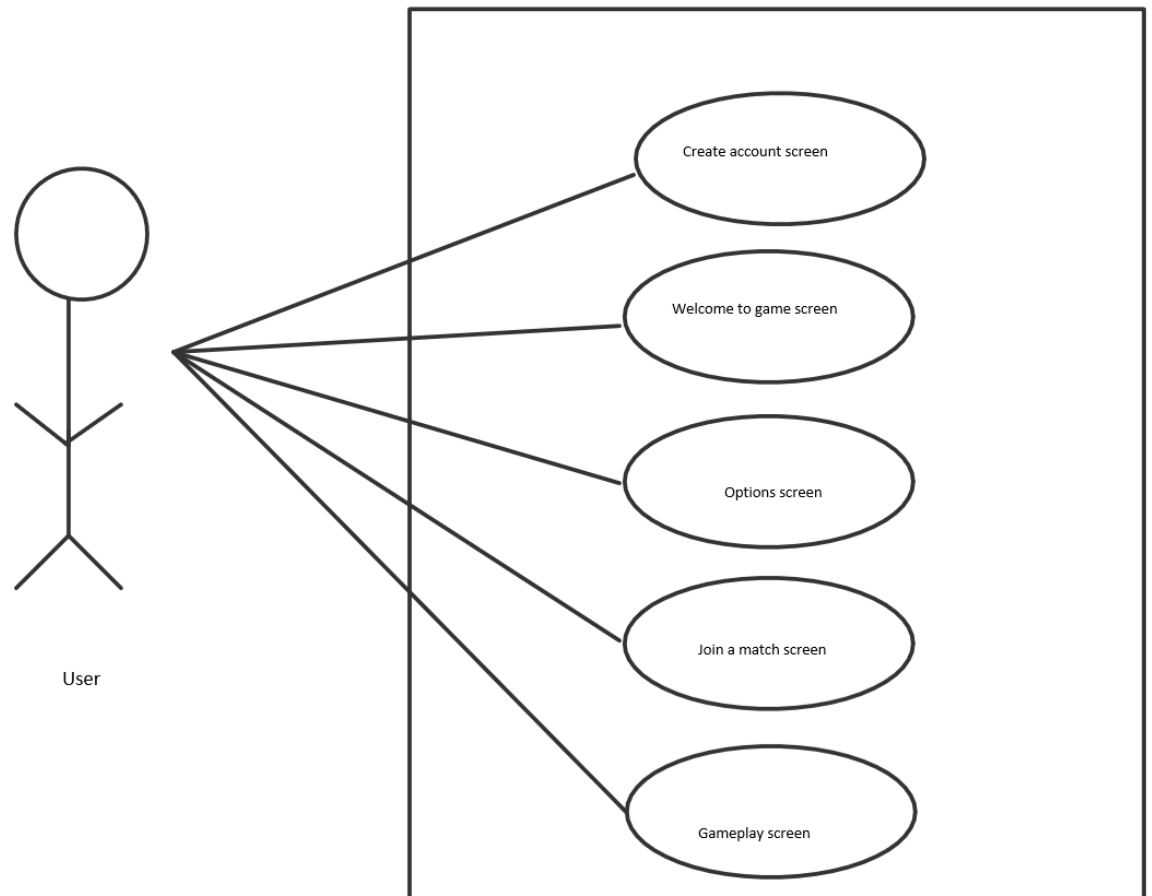 Create account screen
Welcome to game screen
Options screen
Join a match screen
User
Gameplay screen